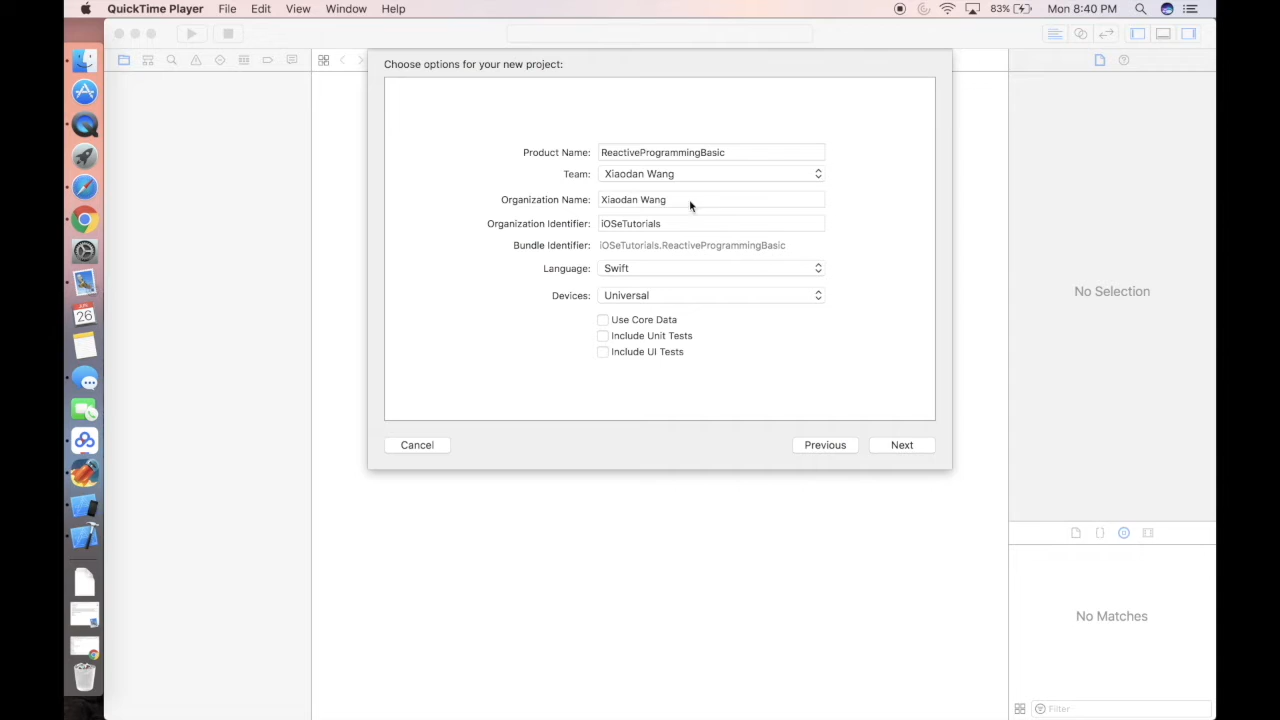 QuickTime Player File Edit View Window Help 83% Mon 8:40 PM
Choose options for your new project:
Product Name: ReactiveProgrammingBasic
Team: Xiaodan Wang
Organization Name: Xiaodan Wang
Organization Identifier: iOSeTutorials
Bundle Identifier: iOSeTutorials.ReactiveProgrammingBasic
Language: Swift
Devices: Universal
Use Core Data
Include Unit Tests
Include UI Tests
Cancel Previous Next
No Selection
No Matches
Filter
JUN
26